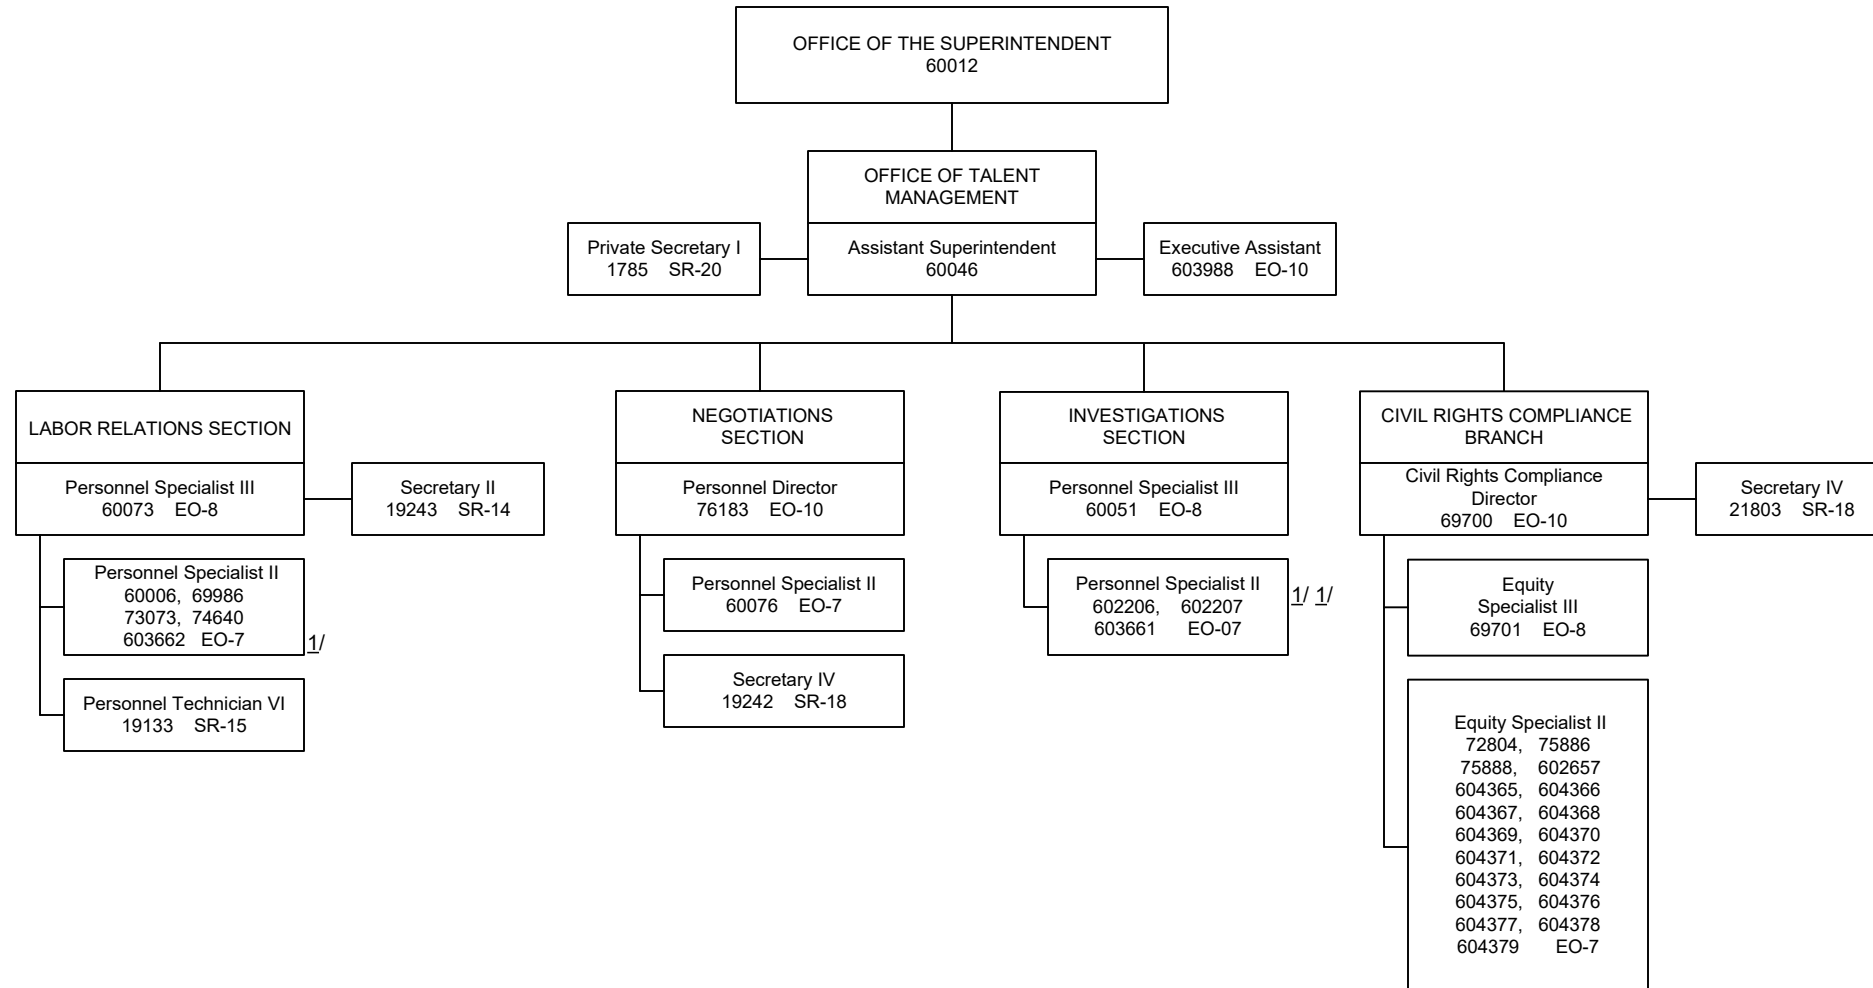 OFFICE OF THE SUPERINTENDENT
60012
OFFICE OF TALENT
MANAGEMENT
Private Secretary I
1785 SR-20
Assistant Superintendent
60046
Executive Assistant
603988 EO-10
LABOR RELATIONS SECTION
Personnel Specialist III
60073 EO-8
Secretary II
19243 SR-14
Personnel Specialist II
60006, 69986
73073, 74640
603662 EO-7
1/
Personnel Technician VI
19133 SR-15
NEGOTIATIONS
SECTION
Personnel Director
76183 EO-10
Personnel Specialist II
60076 EO-7
Secretary IV
19242 SR-18
INVESTIGATIONS
SECTION
Personnel Specialist III
60051 EO-8
Personnel Specialist II
602206, 602207
603661 EO-07
1/ 1/
CIVIL RIGHTS COMPLIANCE
BRANCH
Civil Rights Compliance
Director
69700 EO-10
Secretary IV
21803 SR-18
Equity
Specialist III
69701 EO-8
Equity Specialist II
72804, 75886
75888, 602657
604365, 604366
604367, 604368
604369, 604370
604371, 604372
604373, 604374
604375, 604376
604377, 604378
604379 EO-7